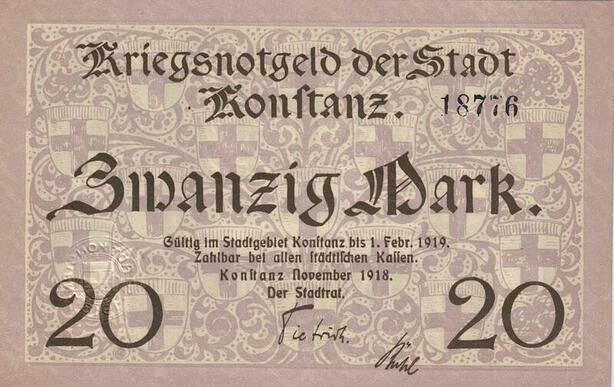 Kriegsnotgeld der Stadt
Konstanz. 18776
Zwanzig Mark.
Gültig im Stadtgebiet Konstanz bis 1. Febr. 1919.
Zahlbar bei allen städtischen Kassen.
Konstanz November 1918.
Der Stadtrat.
20 20